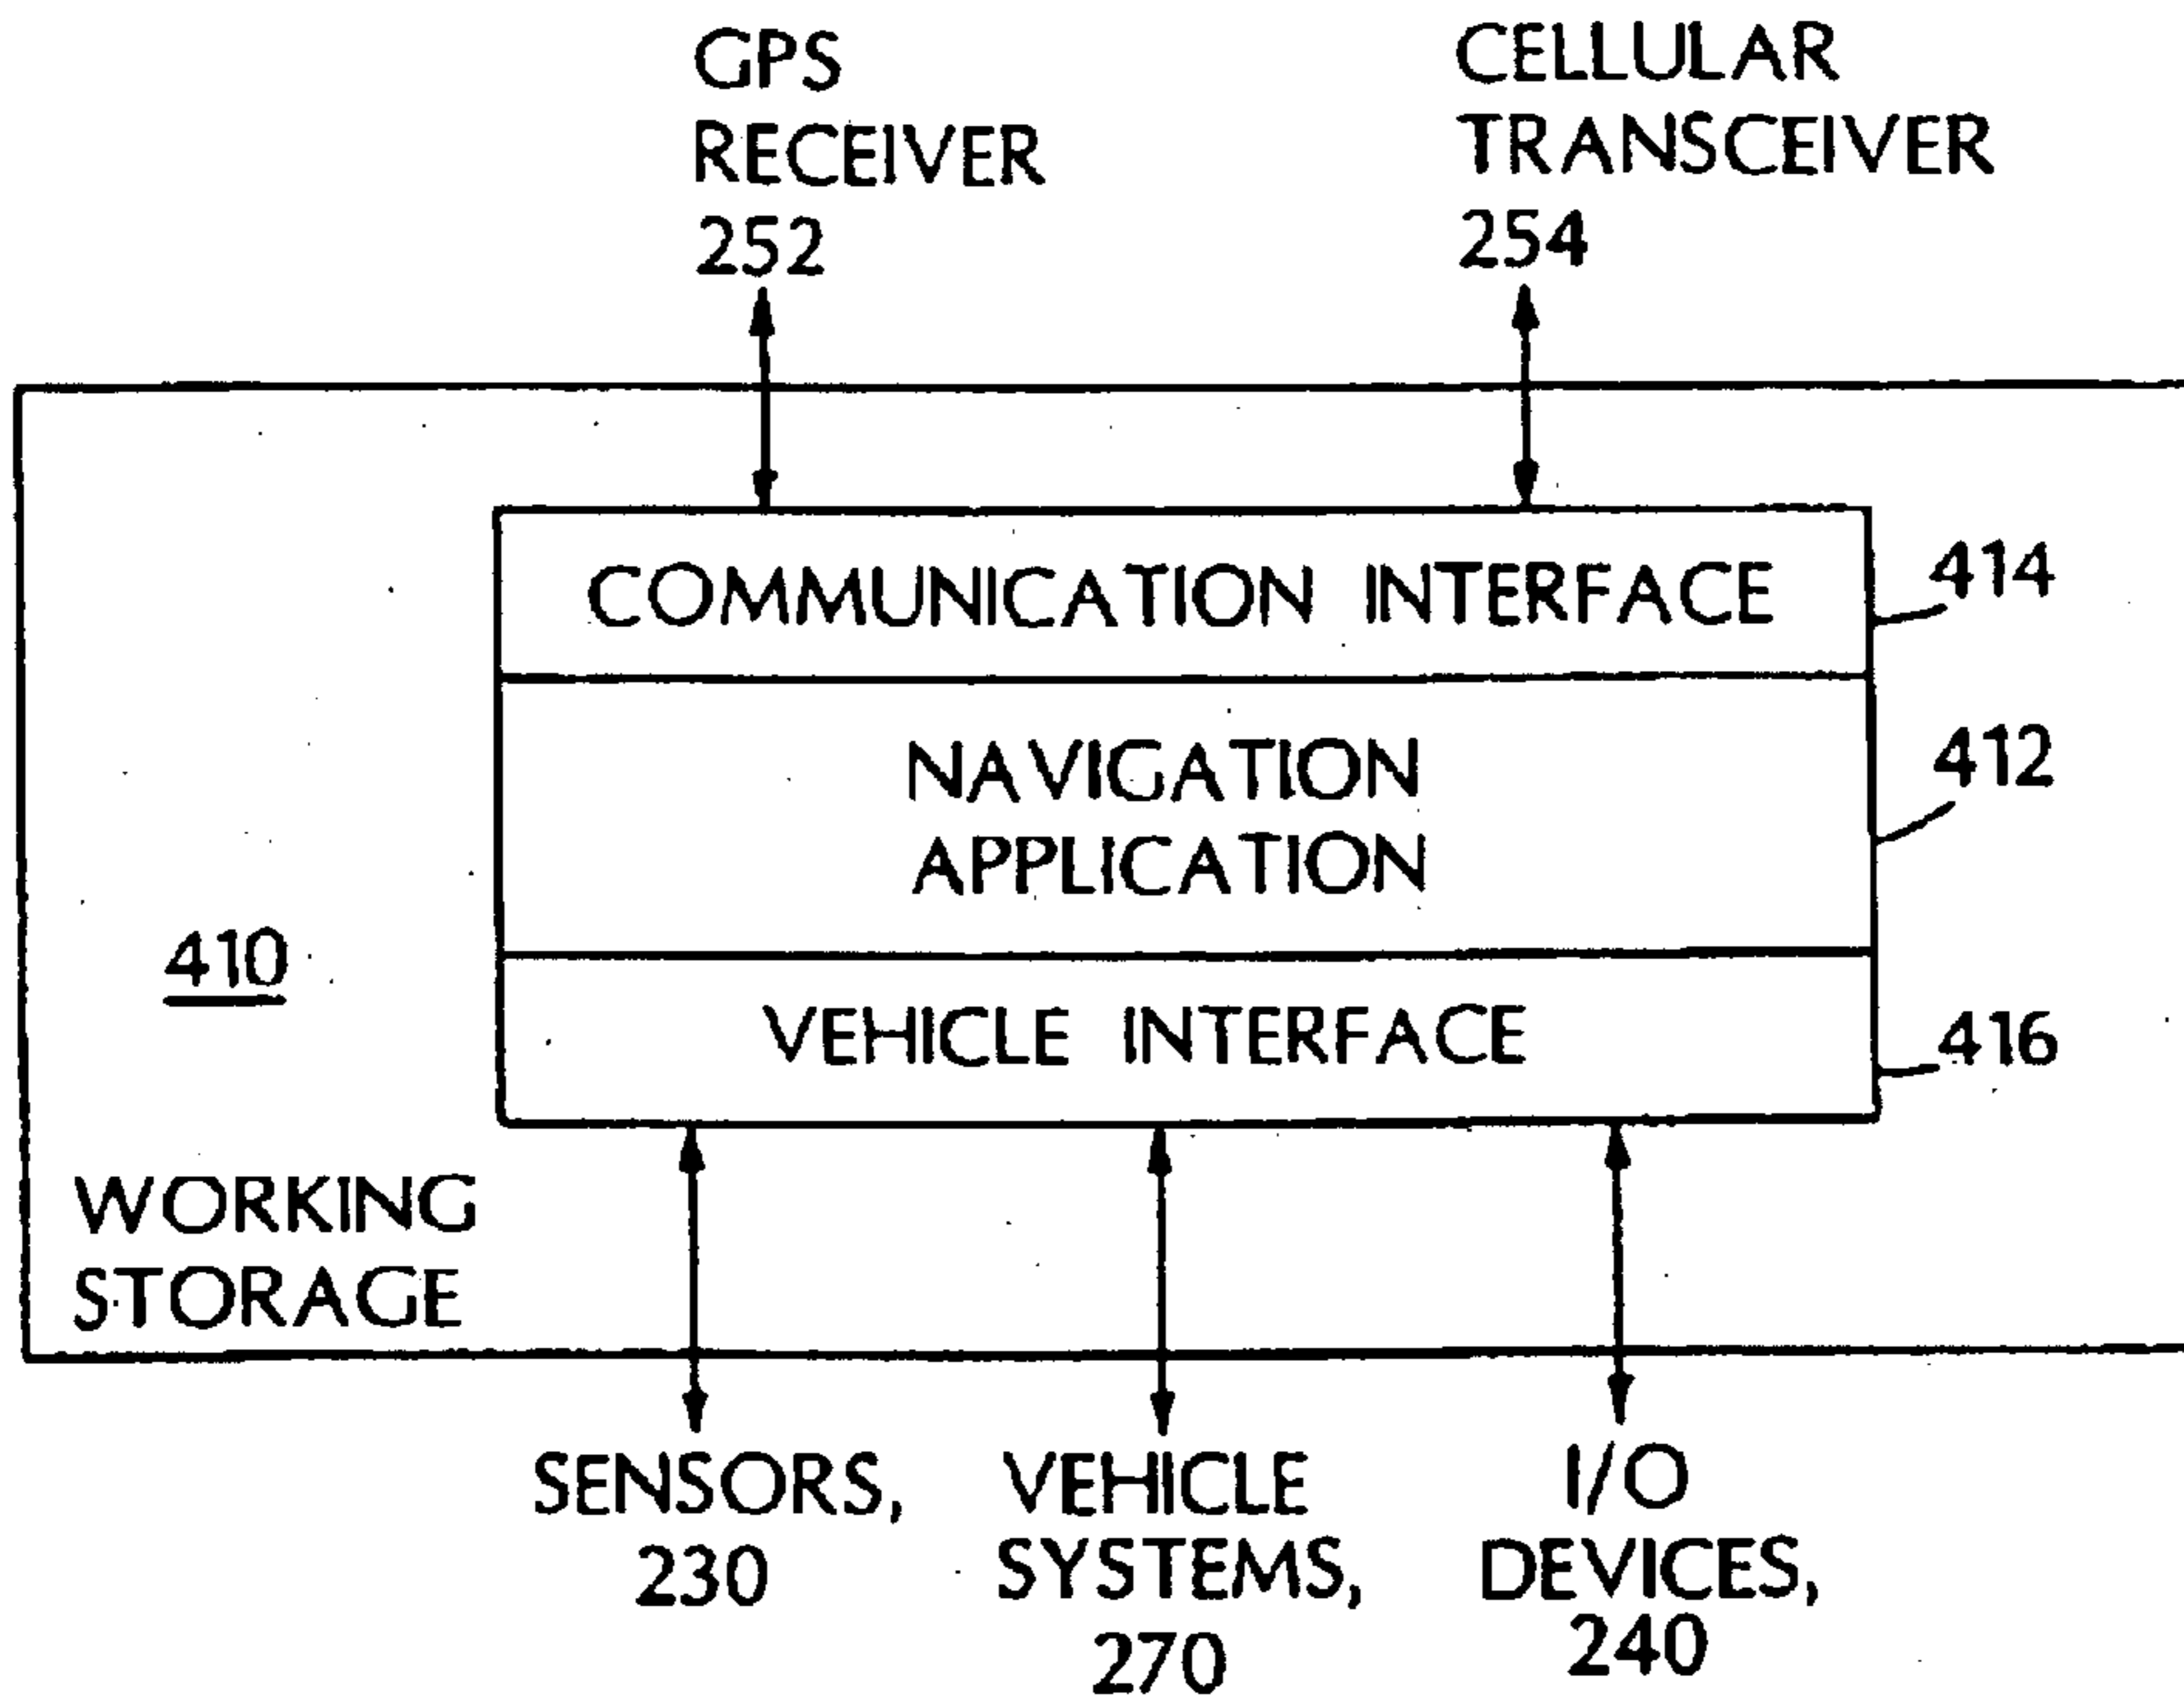 GPS
RECEIVER
252
CELLULAR
TRANSCEIVER
254
COMMUNICATION INTERFACE
414
NAVIGATION
APPLICATION
412
410
VEHICLE INTERFACE
416
WORKING
STORAGE
SENSORS,
230
VEHICLE
SYSTEMS,
270
I/O
DEVICES,
240